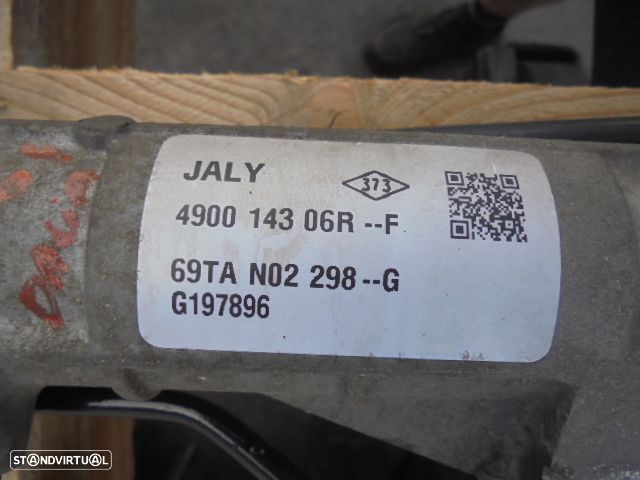 JALY
373
4900 143 06R --F
69TA N02 298 --G
G197896
STANDVIRTUAL